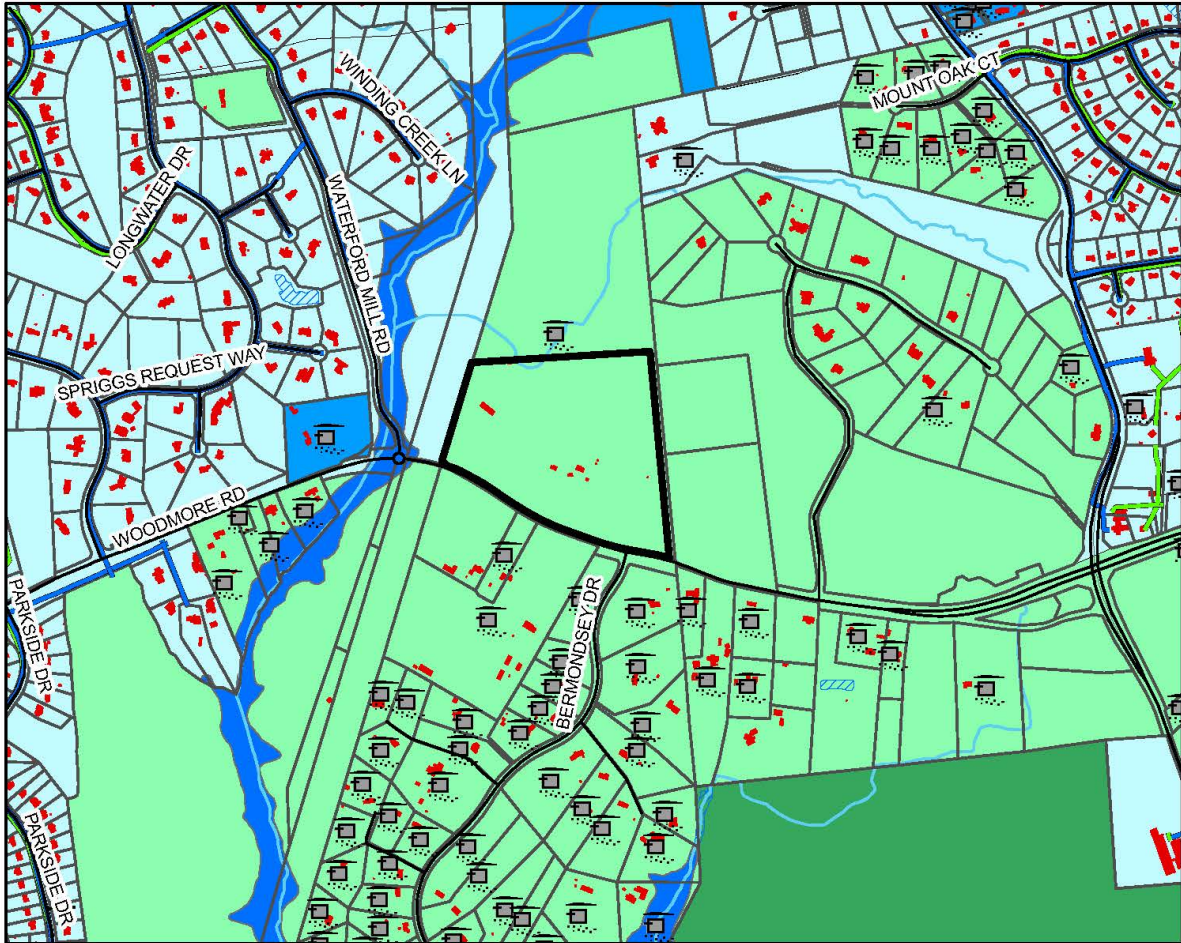 MOUNT OAK CT
WINDING CREEK LN
LONGWATER DR
WATERFORD MILL RD
SPRIGGS REQUEST WAY
WOODMORE RD
PARKSIDE DR
BERMONDSEY DR
PARKSIDE DR